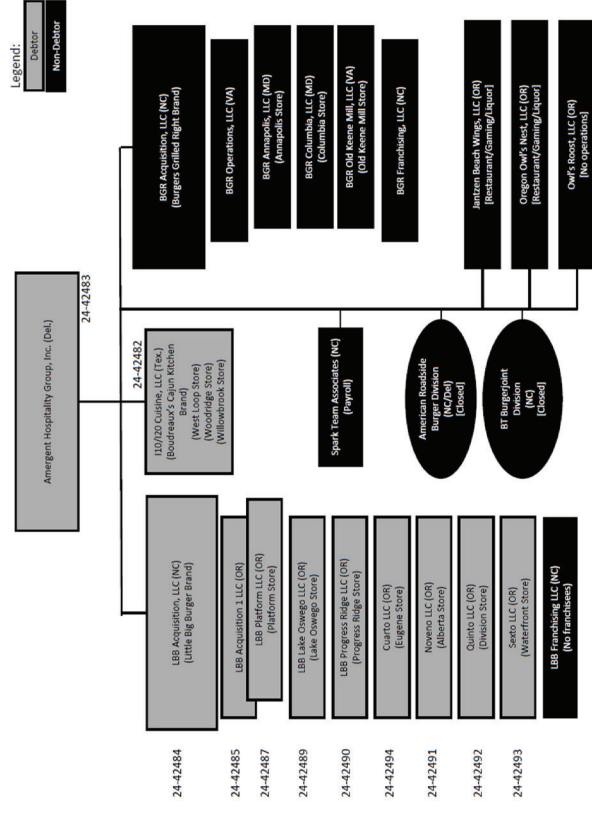 Legend:
Debtor
Non-Debtor
Amergent Hospitality Group, Inc. (Del.)
24-42483
24-42484
LBB Acquisition, LLC (NC)
(Little Big Burger Brand)
24-42485
LBB Acquisition 1 LLC (OR)
24-42487
LBB Platform LLC (OR)
(Platform Store)
24-42489
LBB Lake Oswego LLC (OR)
(Lake Oswego Store)
24-42490
LBB Progress Ridge LLC (OR)
(Progress Ridge Store)
24-42494
Cuarto LLC (OR)
(Eugene Store)
24-42491
Noveno LLC (OR)
(Alberta Store)
24-42492
Quinto LLC (OR)
(Division Store)
24-42493
Sexto LLC (OR)
(Waterfront Store)
LBB Franchising LLC (NC)
(No franchisees)
24-42482
I10/I20 Cuisine, LLC (Tex.)
(Boudreaux's Cajun Kitchen
Brand)
(West Loop Store)
(Woodridge Store)
(Willowbrook Store)
Spark Team Associates (NC)
(Payroll)
American Roadside
Burger Division
(NC/Del)
[Closed]
BT Burgerjoint
Division
(NC)
[Closed]
BGR Acquisition, LLC (NC)
(Burgers Grilled Right Brand)
BGR Operations, LLC (VA)
BGR Annapolis, LLC (MD)
(Annapolis Store)
BGR Columbia, LLC (MD)
(Columbia Store)
BGR Old Keene Mill, LLC (VA)
(Old Keene Mill Store)
BGR Franchising, LLC (NC)
Jantzen Beach Wings, LLC (OR)
[Restaurant/Gaming/Liquor]
Oregon Owl's Nest, LLC (OR)
[Restaurant/Gaming/Liquor]
Owl's Roost, LLC (OR)
[No operations]